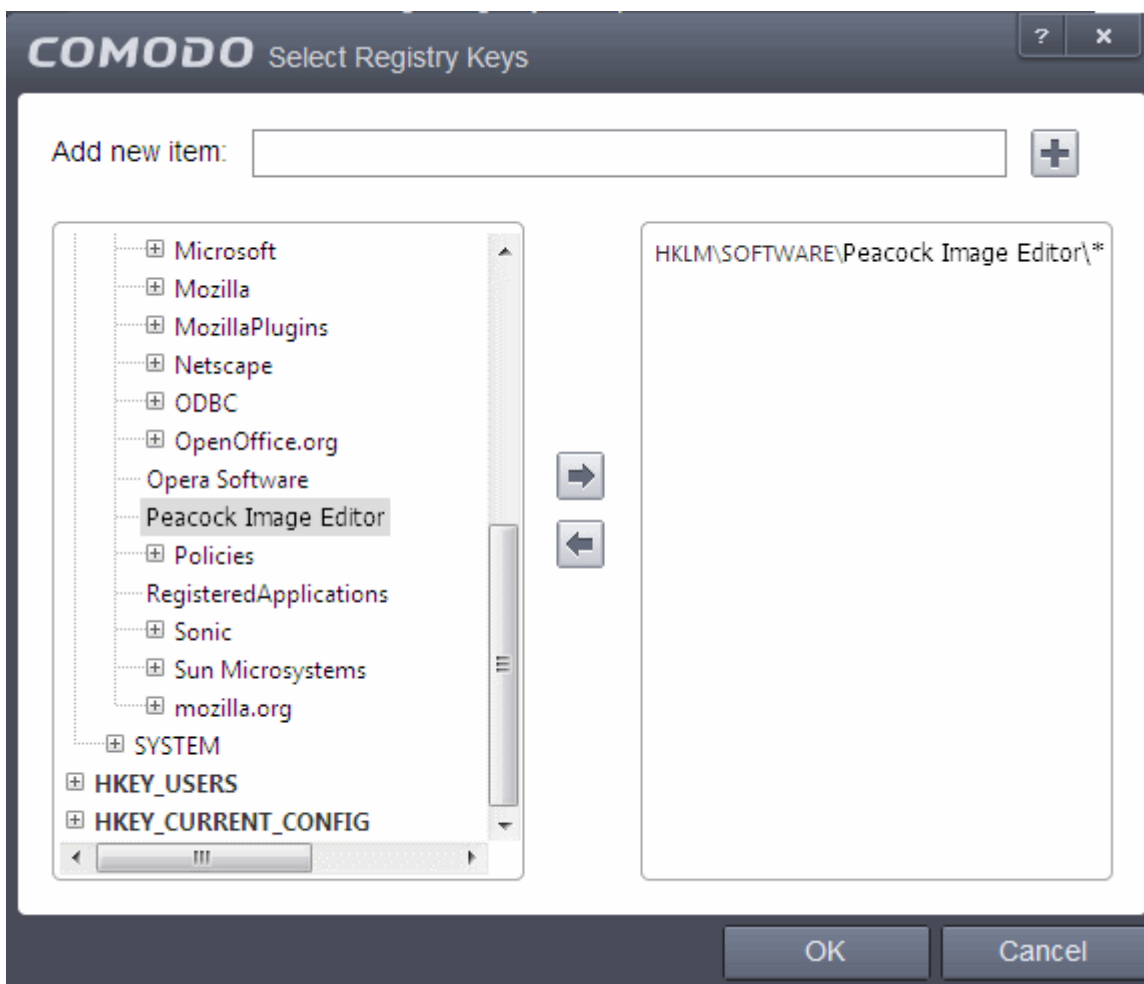 COMODO Select Registry Keys ? x
Add new item:
Microsoft
Mozilla
MozillaPlugins
Netscape
ODBC
OpenOffice.org
Opera Software
Peacock Image Editor
Policies
RegisteredApplications
Sonic
Sun Microsystems
mozilla.org
SYSTEM
HKEY_USERS
HKEY_CURRENT_CONFIG
HKLM\SOFTWARE\Peacock Image Editor\*
OK
Cancel